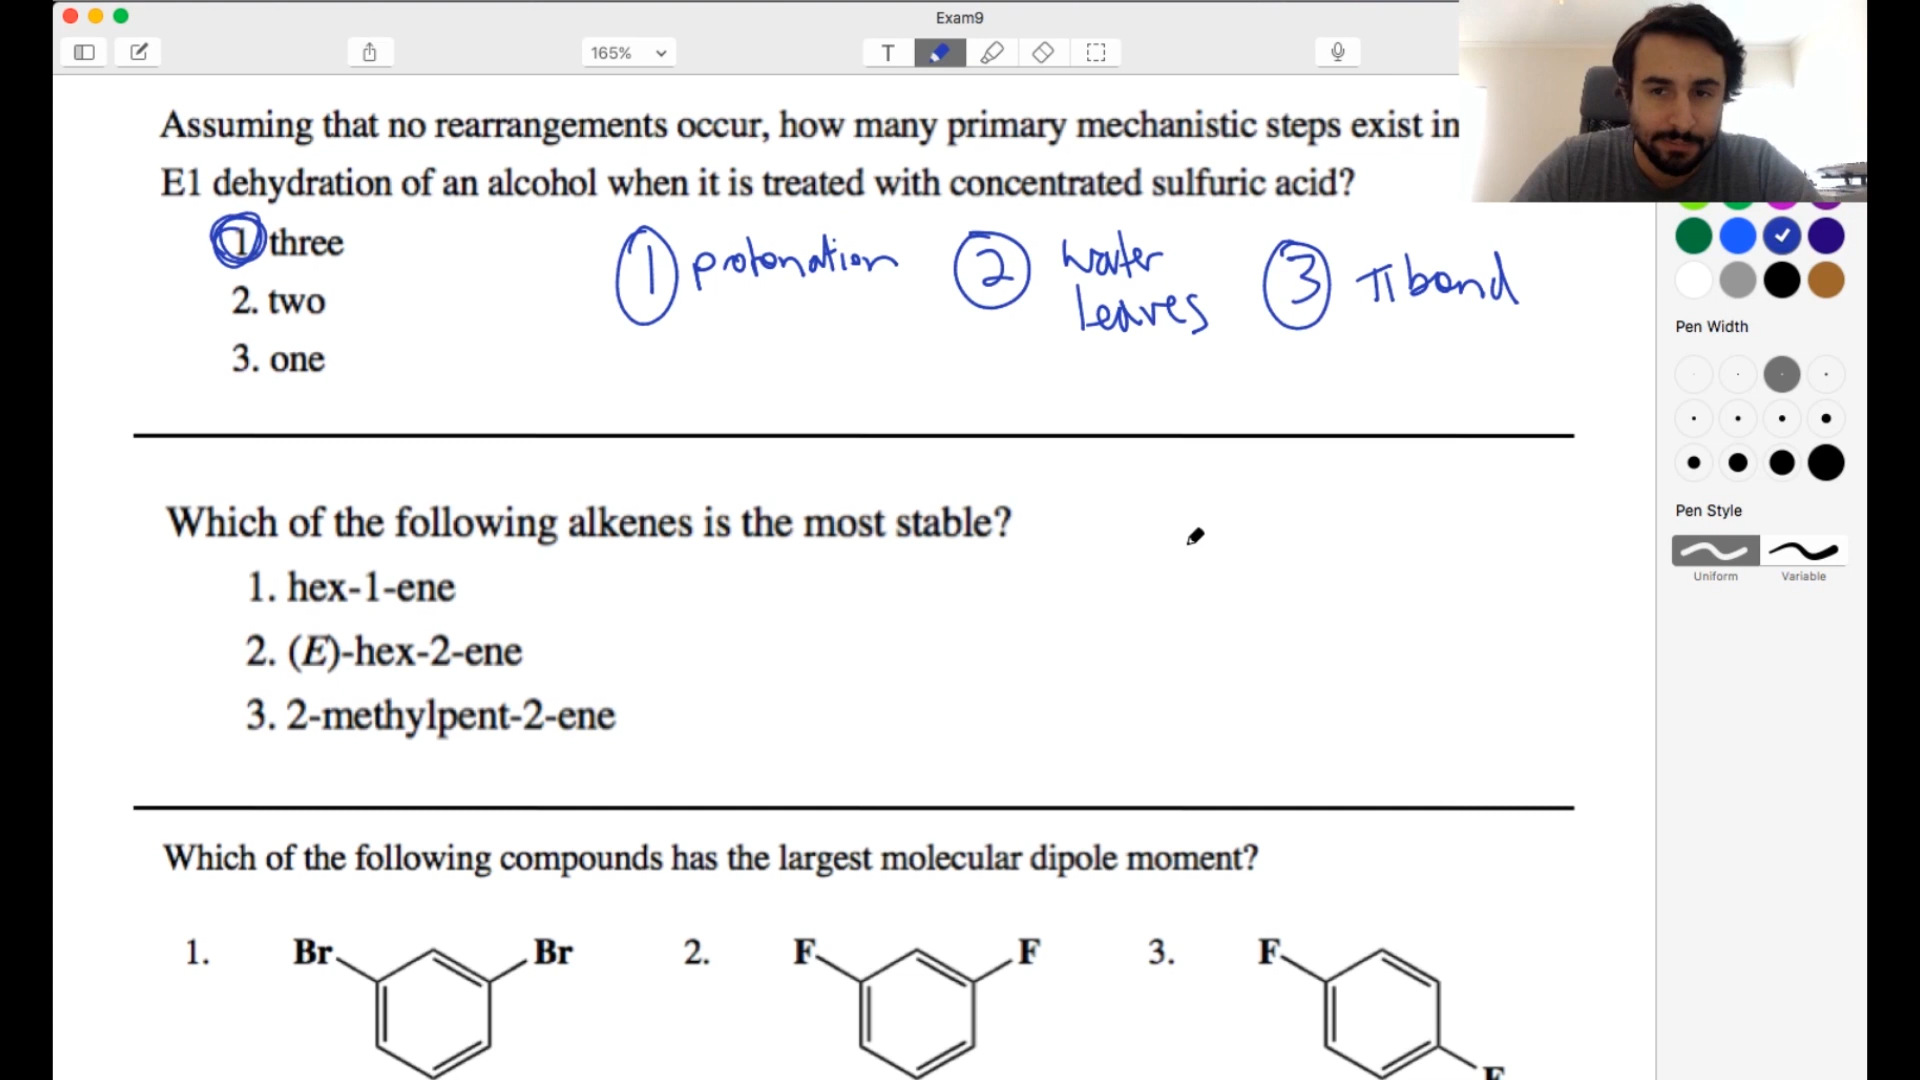 Exam9
165%
T
Assuming that no rearrangements occur, how many primary mechanistic steps exist in
E1 dehydration of an alcohol when it is treated with concentrated sulfuric acid?
1 three
2. two
3. one
1 protonation 2 water leaves 3 π bond
Pen Width
Which of the following alkenes is the most stable?
1. hex-1-ene
2. (E)-hex-2-ene
3. 2-methylpent-2-ene
Pen Style
Uniform Variable
Which of the following compounds has the largest molecular dipole moment?
1. Br Br 2. F F 3. F
F